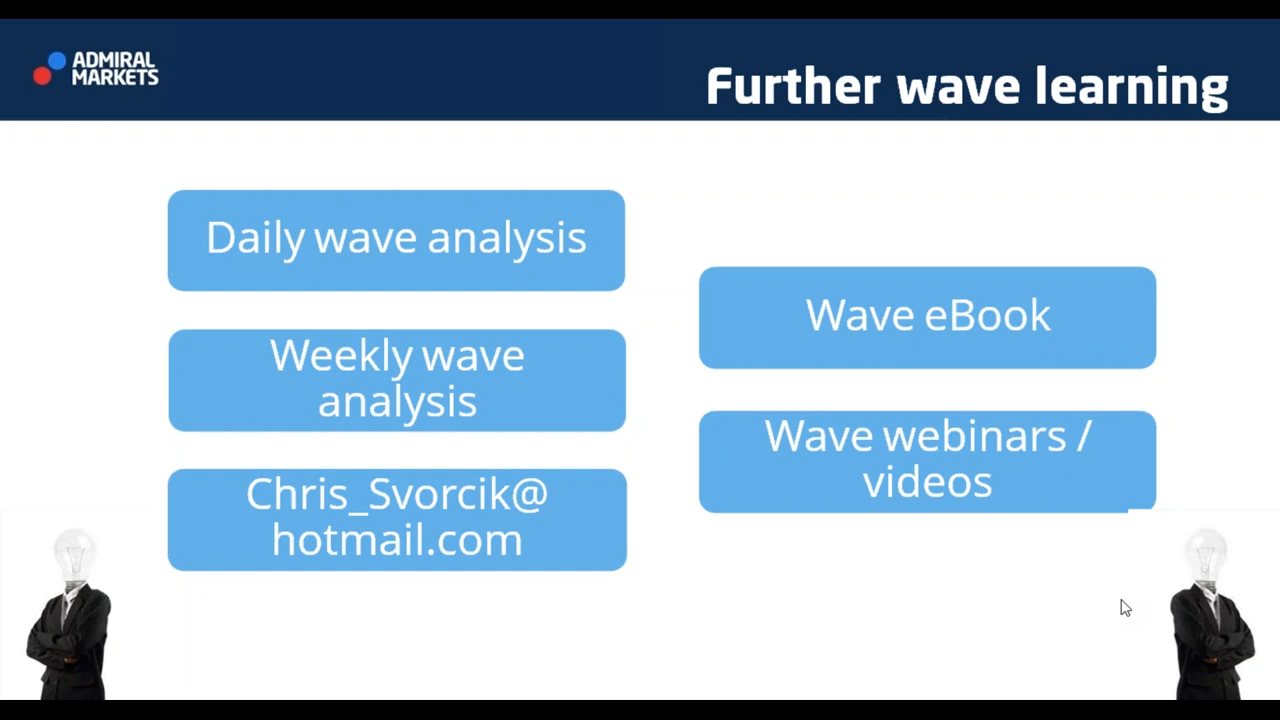 ADMIRAL
MARKETS
Further wave learning
Daily wave analysis
Weekly wave
analysis
Chris_Svorcik@
hotmail.com
Wave eBook
Wave webinars /
videos